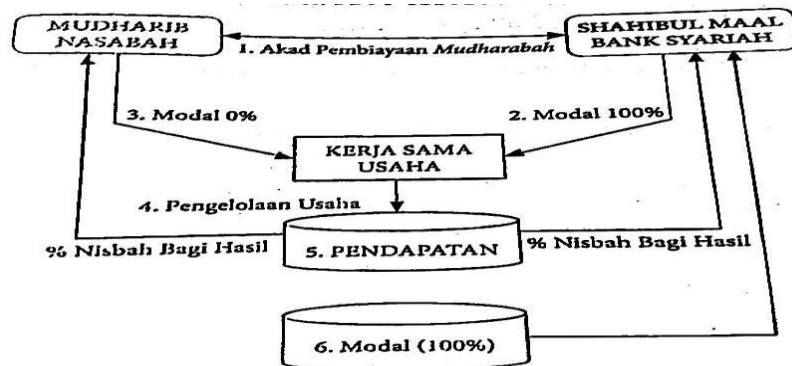 MUDHARIB
NASABAH
SHAHIBUL MAAL
BANK SYARIAH
1. Akad Pembiayaan Mudharabah
3. Modal 0%
2. Modal 100%
KERJA SAMA
USAHA
4. Pengelolaan Usaha
% Nisbah Bagi Hasil
5. PENDAPATAN
% Nisbah Bagi Hasil
6. Modal (100%)